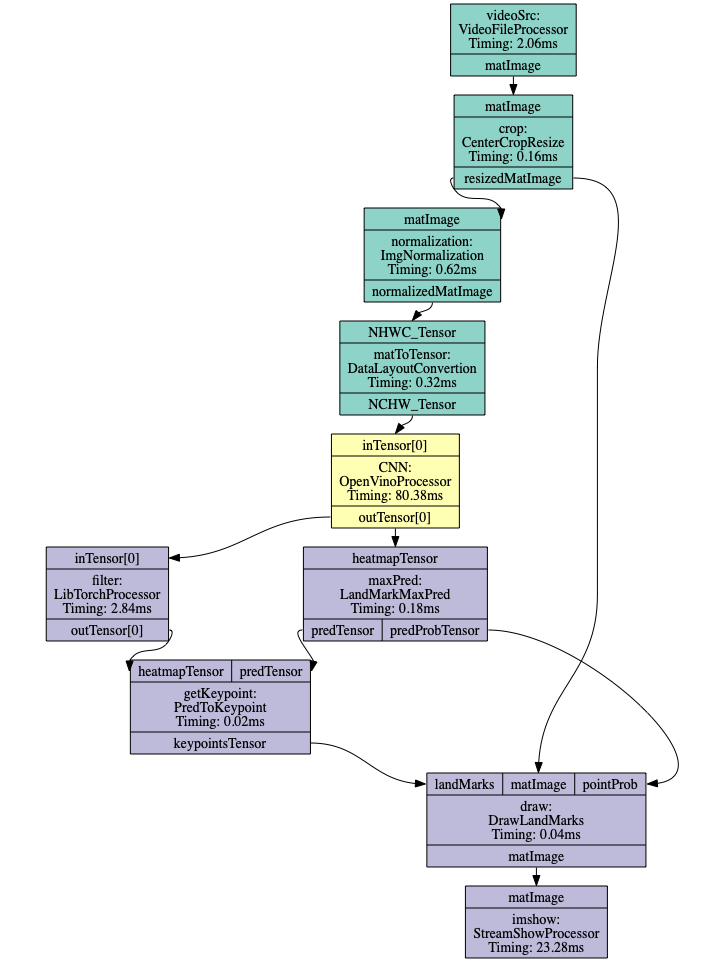 videoSrc:
VideoFileProcessor
Timing: 2.06ms
matImage
matImage
crop:
CenterCropResize
Timing: 0.16ms
resizedMatImage
matImage
normalization:
ImgNormalization
Timing: 0.62ms
normalizedMatImage
NHWC_Tensor
matToTensor:
DataLayoutConvertion
Timing: 0.32ms
NCHW_Tensor
inTensor[0]
CNN:
OpenVinoProcessor
Timing: 80.38ms
outTensor[0]
inTensor[0]
filter:
LibTorchProcessor
Timing: 2.84ms
outTensor[0]
heatmapTensor
maxPred:
LandMarkMaxPred
Timing: 0.18ms
predTensor predProbTensor
heatmapTensor predTensor
getKeypoint:
PredToKeypoint
Timing: 0.02ms
keypointsTensor
landMarks matImage pointProb
draw:
DrawLandMarks
Timing: 0.04ms
matImage
matImage
imshow:
StreamShowProcessor
Timing: 23.28ms